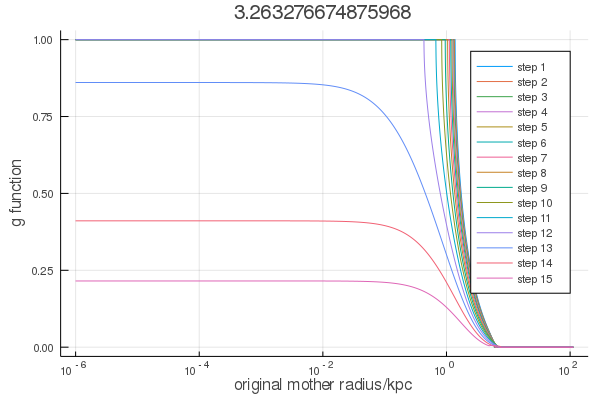 3.263276674875968
g function
1.00
0.75
0.50
0.25
0.00
step 1
step 2
step 3
step 4
step 5
step 6
step 7
step 8
step 9
step 10
step 11
step 12
step 13
step 14
step 15
10⁻⁶ 10⁻⁴ 10⁻² 10⁰ 10²
original mother radius/kpc